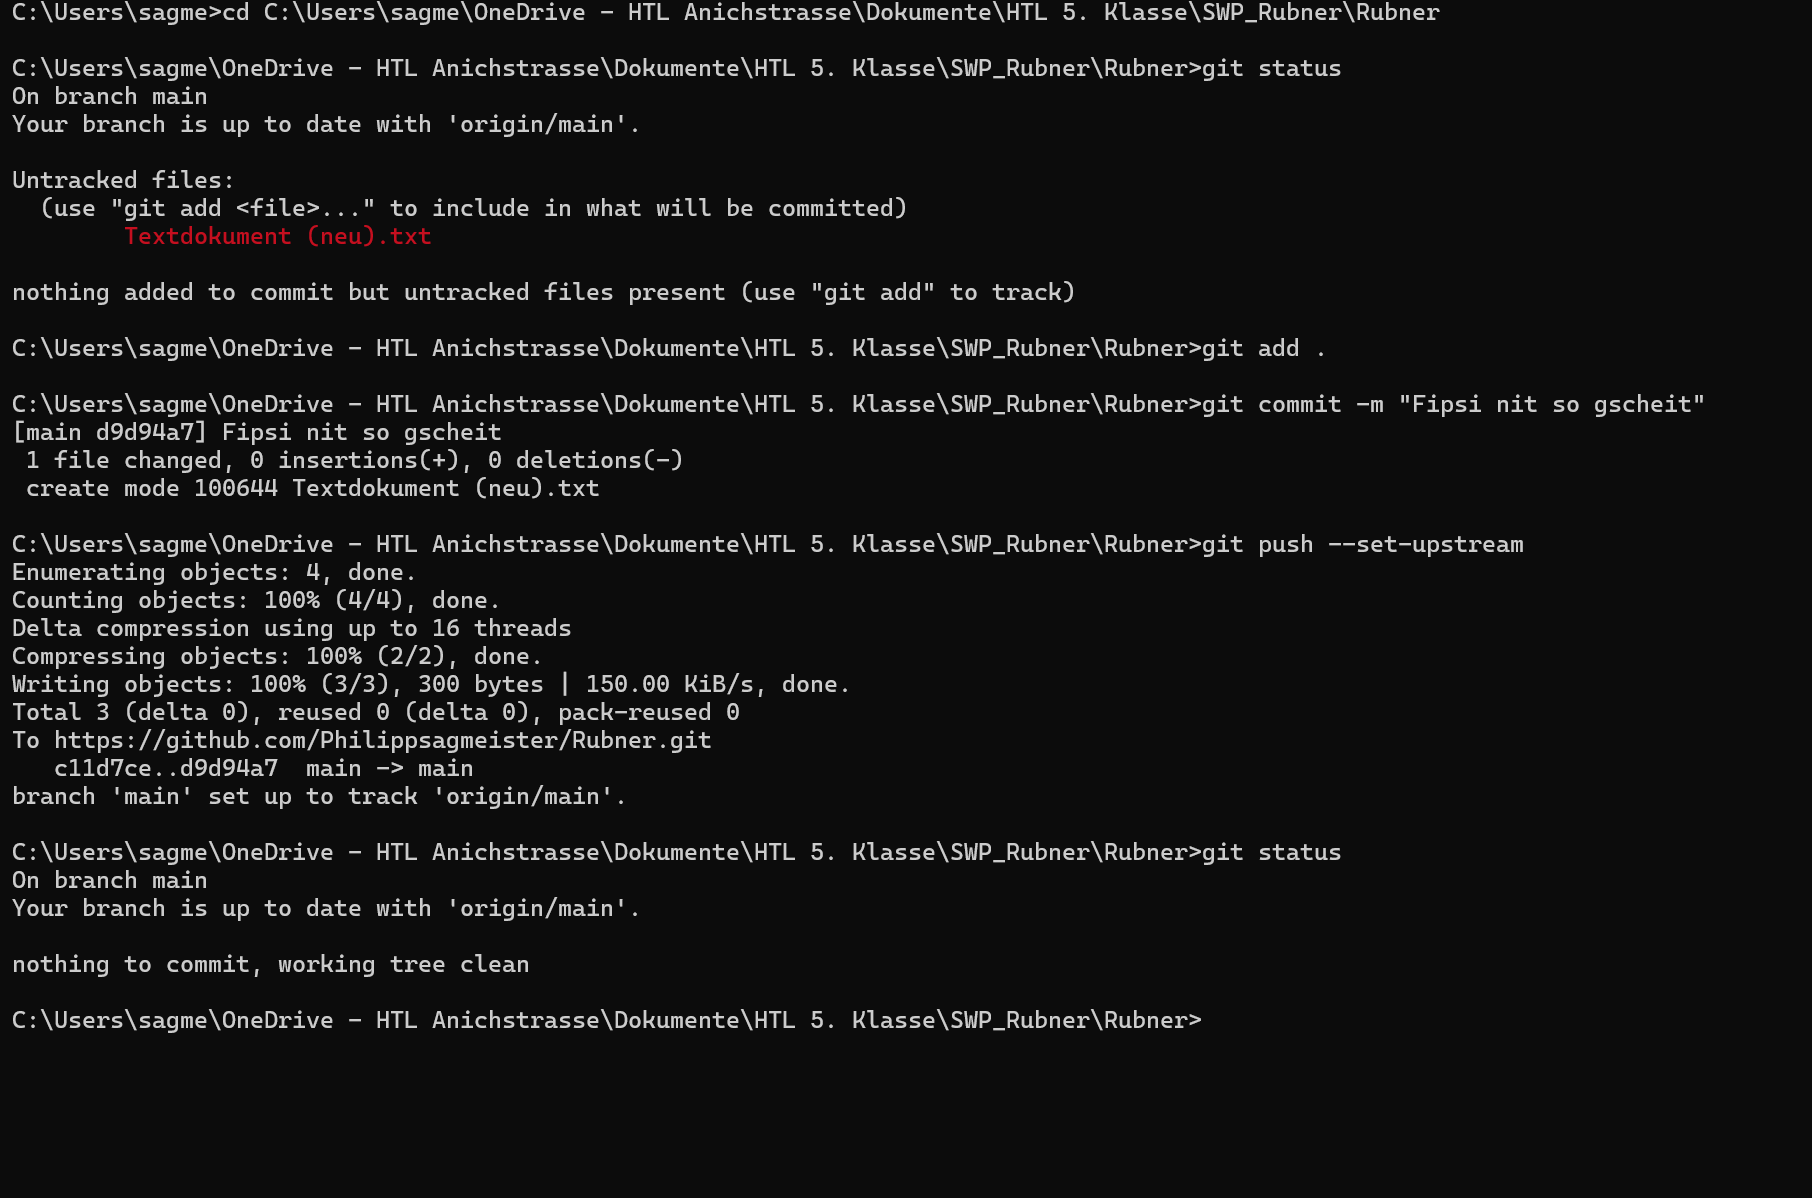 C:\Users\sagme>cd C:\Users\sagme\OneDrive - HTL Anichstrasse\Dokumente\HTL 5. Klasse\SWP_Rubner\Rubner
C:\Users\sagme\OneDrive - HTL Anichstrasse\Dokumente\HTL 5. Klasse\SWP_Rubner\Rubner>git status
On branch main
Your branch is up to date with 'origin/main'.
Untracked files:
  (use "git add <file>..." to include in what will be committed)
        Textdokument (neu).txt
nothing added to commit but untracked files present (use "git add" to track)
C:\Users\sagme\OneDrive - HTL Anichstrasse\Dokumente\HTL 5. Klasse\SWP_Rubner\Rubner>git add .
C:\Users\sagme\OneDrive - HTL Anichstrasse\Dokumente\HTL 5. Klasse\SWP_Rubner\Rubner>git commit -m "Fipsi nit so gscheit"
[main d9d94a7] Fipsi nit so gscheit
 1 file changed, 0 insertions(+), 0 deletions(-)
 create mode 100644 Textdokument (neu).txt
C:\Users\sagme\OneDrive - HTL Anichstrasse\Dokumente\HTL 5. Klasse\SWP_Rubner\Rubner>git push --set-upstream
Enumerating objects: 4, done.
Counting objects: 100% (4/4), done.
Delta compression using up to 16 threads
Compressing objects: 100% (2/2), done.
Writing objects: 100% (3/3), 300 bytes | 150.00 KiB/s, done.
Total 3 (delta 0), reused 0 (delta 0), pack-reused 0
To https://github.com/Philippsagmeister/Rubner.git
   c11d7ce..d9d94a7  main -> main
branch 'main' set up to track 'origin/main'.
C:\Users\sagme\OneDrive - HTL Anichstrasse\Dokumente\HTL 5. Klasse\SWP_Rubner\Rubner>git status
On branch main
Your branch is up to date with 'origin/main'.
nothing to commit, working tree clean
C:\Users\sagme\OneDrive - HTL Anichstrasse\Dokumente\HTL 5. Klasse\SWP_Rubner\Rubner>